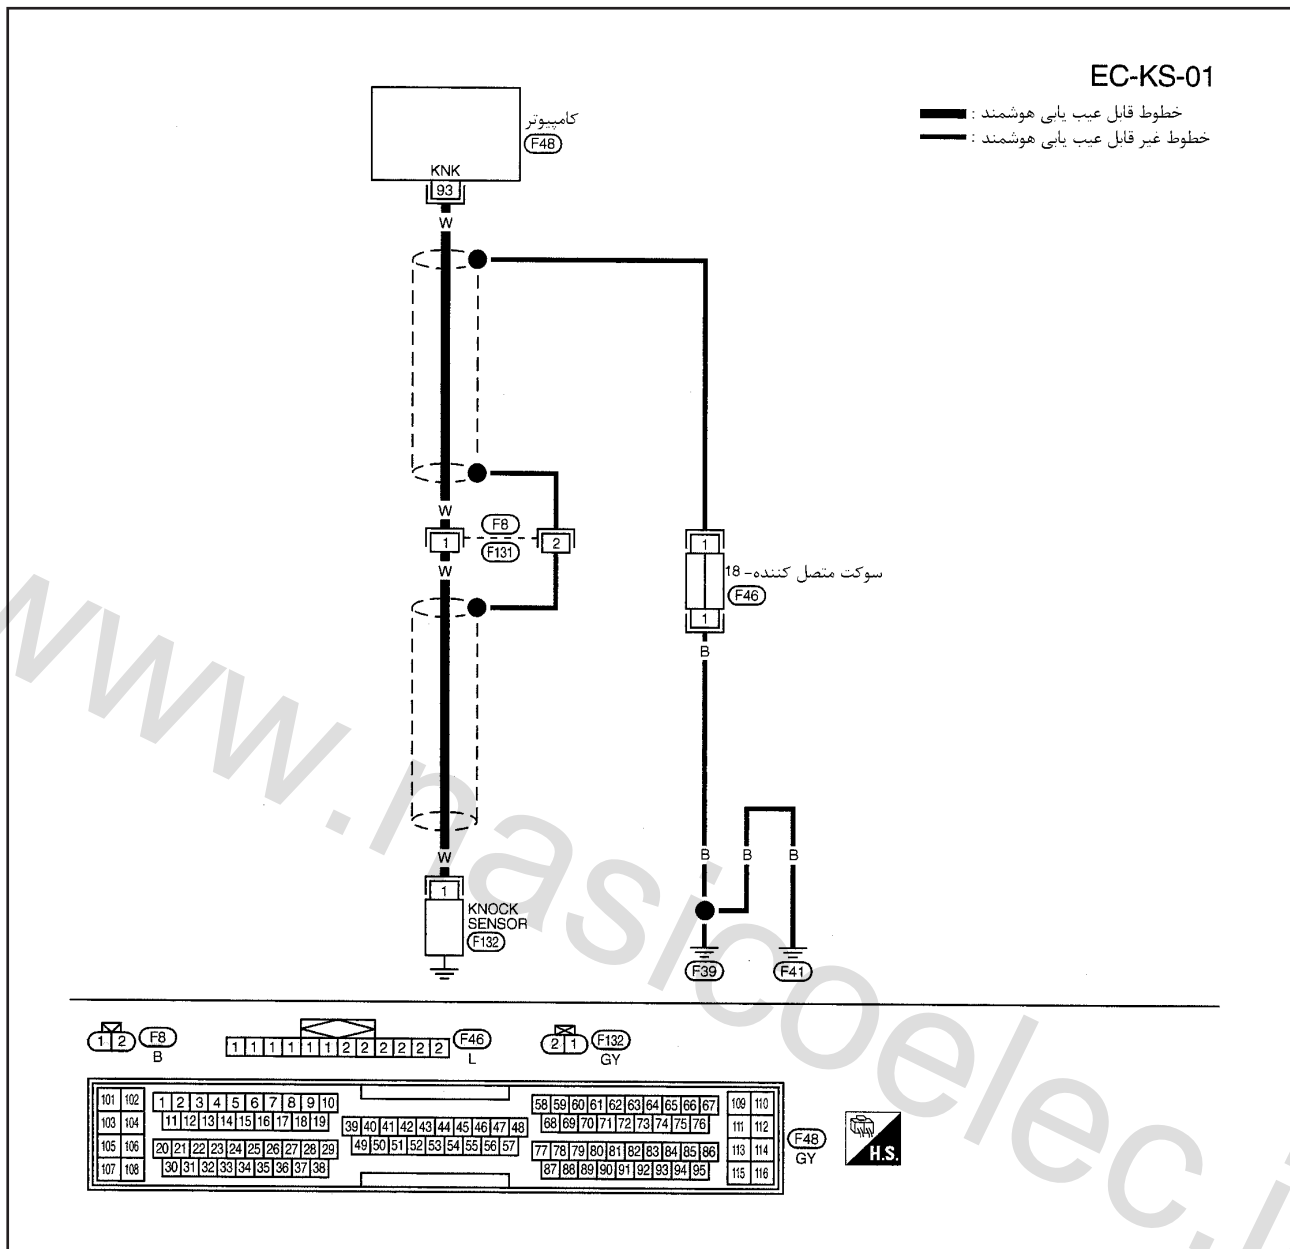 EC-KS-01
خطوط قابل عیب یابی هوشمند :
خطوط غیر قابل عیب یابی هوشمند :
کامپیوتر
F48
KNK
93
W
W
F8
1
2
F131
W
1
سوکت متصل کننده- 18
F46
1
B
W
B
B
B
1
KNOCK
SENSOR
F132
F39
F41
1 2
F8
B
1 1 1 1 1 1 2 2 2 2 2 2
F46
L
2 1
F132
GY
101 102
103 104
105 106
107 108
1 2 3 4 5 6 7 8 9 10
11 12 13 14 15 16 17 18 19
20 21 22 23 24 25 26 27 28 29
30 31 32 33 34 35 36 37 38
39 40 41 42 43 44 45 46 47 48
49 50 51 52 53 54 55 56 57
58 59 60 61 62 63 64 65 66 67
68 69 70 71 72 73 74 75 76
77 78 79 80 81 82 83 84 85 86
87 88 89 90 91 92 93 94 95
109 110
111 112
113 114
115 116
F48
GY
H.S.
www.nasicoelec.i